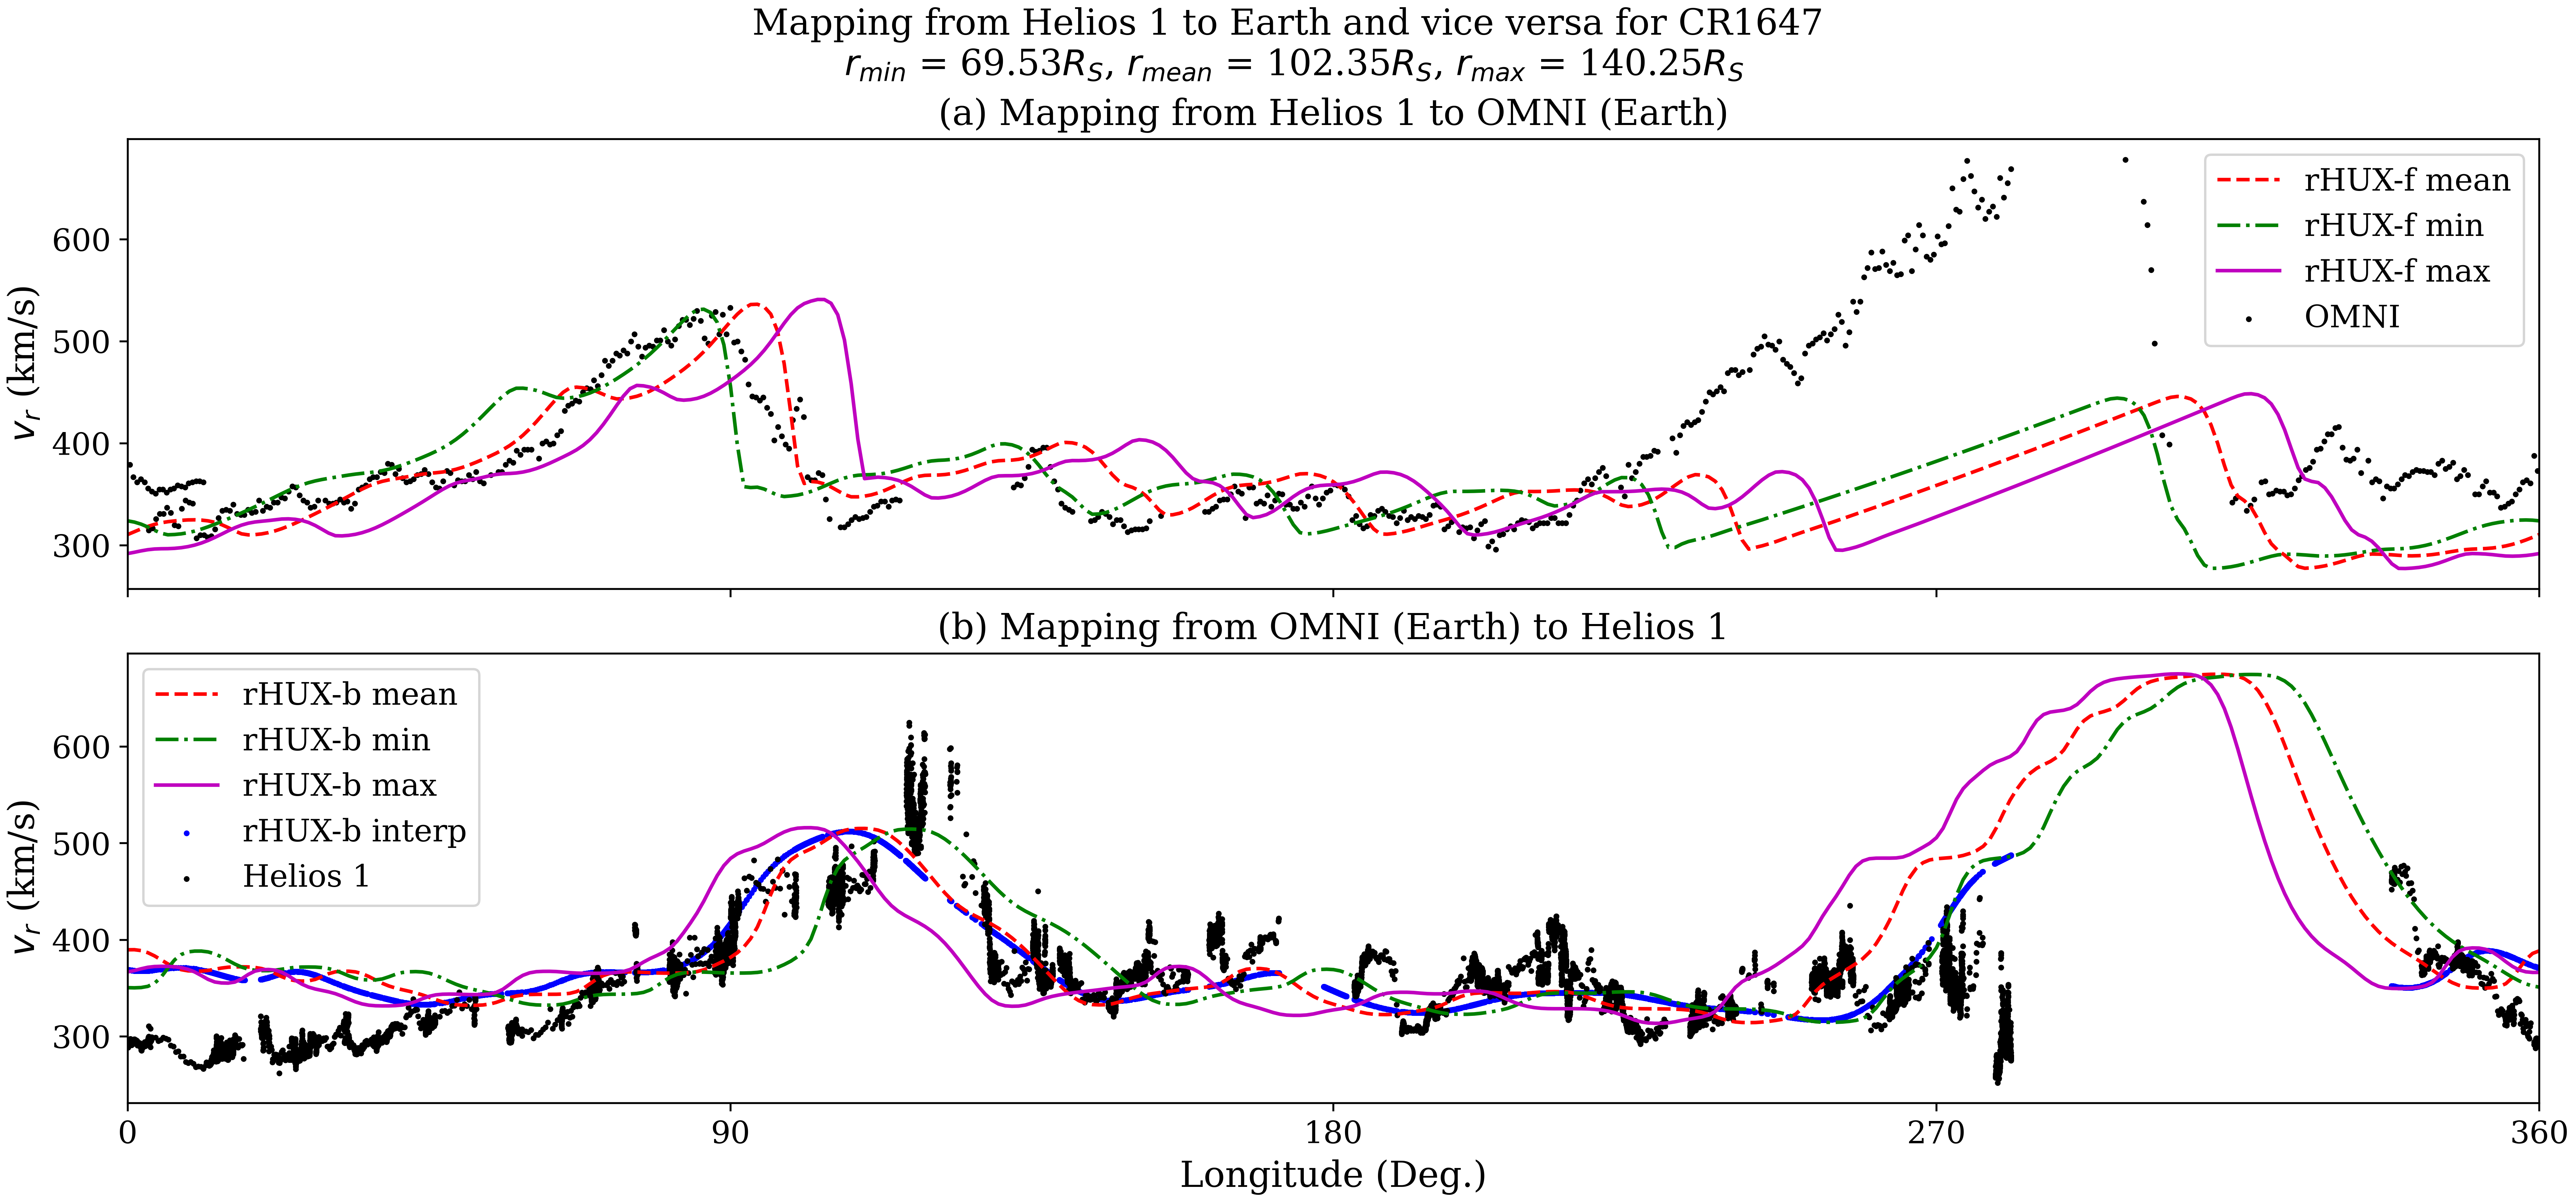 Mapping from Helios 1 to Earth and vice versa for CR1647
r_min = 69.53R_S, r_mean = 102.35R_S, r_max = 140.25R_S
(a) Mapping from Helios 1 to OMNI (Earth)
v_r (km/s)
600
500
400
300
rHUX-f mean
rHUX-f min
rHUX-f max
OMNI
(b) Mapping from OMNI (Earth) to Helios 1
v_r (km/s)
600
500
400
300
rHUX-b mean
rHUX-b min
rHUX-b max
rHUX-b interp
Helios 1
0 90 180 270 360
Longitude (Deg.)